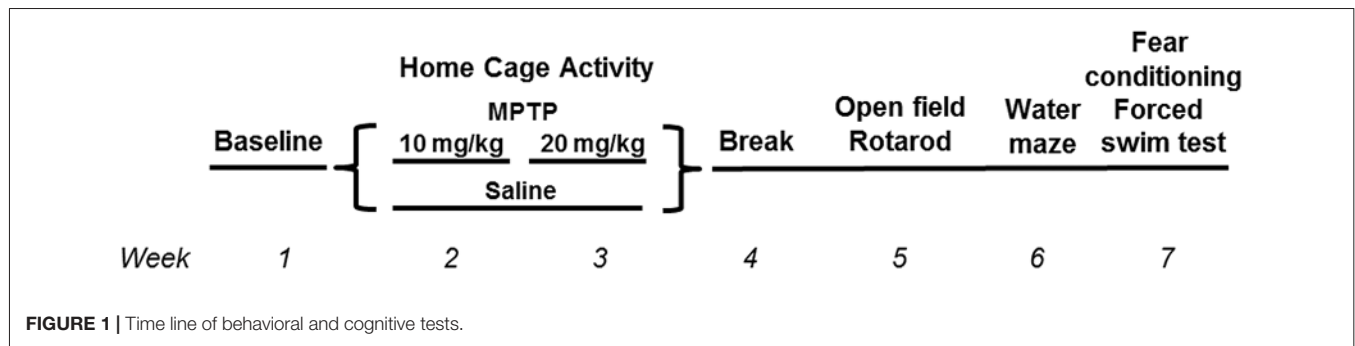 Home Cage Activity
MPTP
Baseline
10 mg/kg
20 mg/kg
Saline
Break
Open field
Rotarod
Water
maze
Fear
conditioning
Forced
swim test
Week 1 2 3 4 5 6 7
FIGURE 1 | Time line of behavioral and cognitive tests.